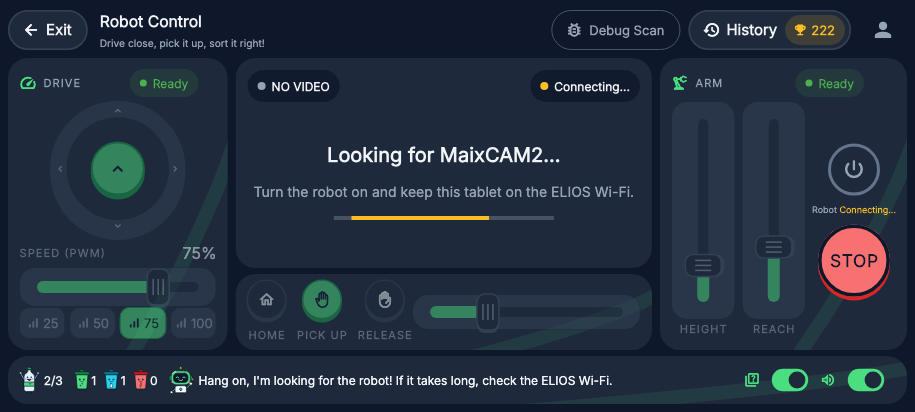 Exit
Robot Control
Drive close, pick it up, sort it right!
Debug Scan
History
222
DRIVE
Ready
SPEED (PWM)
75%
25
50
75
100
NO VIDEO
Connecting...
Looking for MaixCAM2...
Turn the robot on and keep this tablet on the ELIOS Wi-Fi.
HOME
PICK UP
RELEASE
ARM
Ready
Robot Connecting...
STOP
HEIGHT
REACH
2/3
1
1
0
Hang on, I'm looking for the robot! If it takes long, check the ELIOS Wi-Fi.